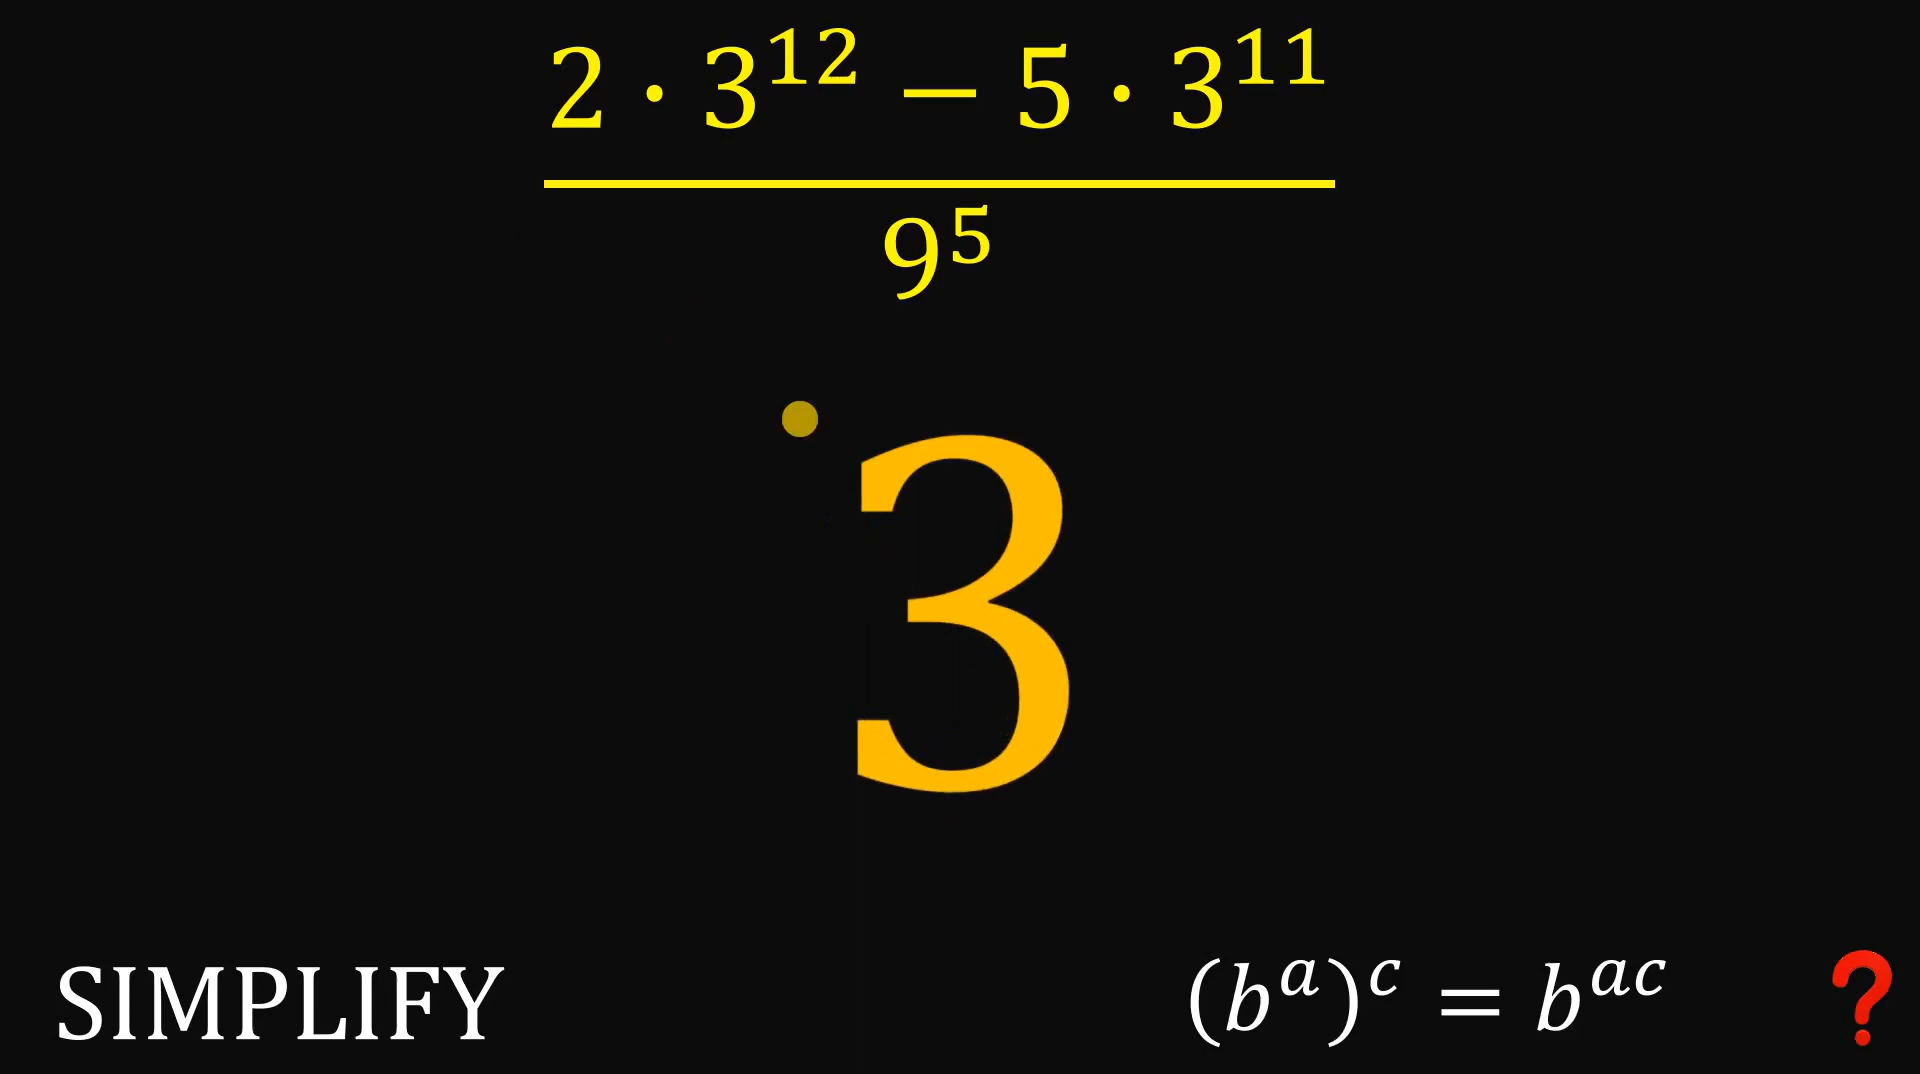 2 · 3¹² − 5 · 3¹¹
9⁵
3
SIMPLIFY
(bᵃ)ᶜ = bᵃᶜ ❓